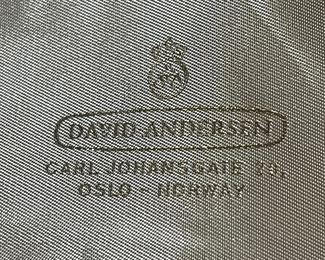 DAVID ANDERSEN
CARL JOHANSGATE 20,
OSLO - NORWAY